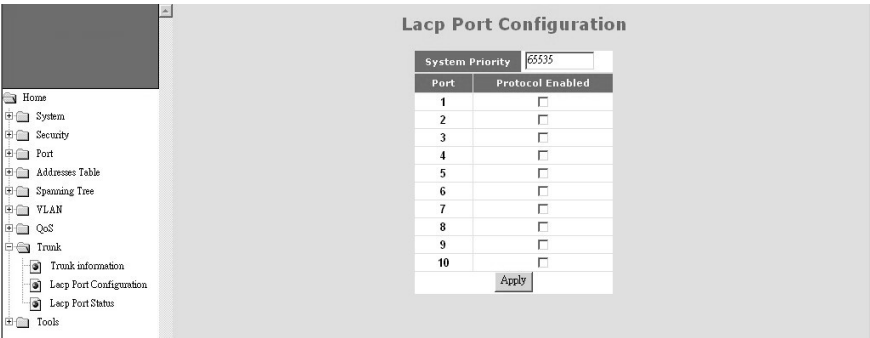 Home
System
Security
Port
Addresses Table
Spanning Tree
VLAN
QoS
Trunk
Trunk information
Lacp Port Configuration
Lacp Port Status
Tools
Lacp Port Configuration
System Priority 65535
Port Protocol Enabled
1
2
3
4
5
6
7
8
9
10
Apply